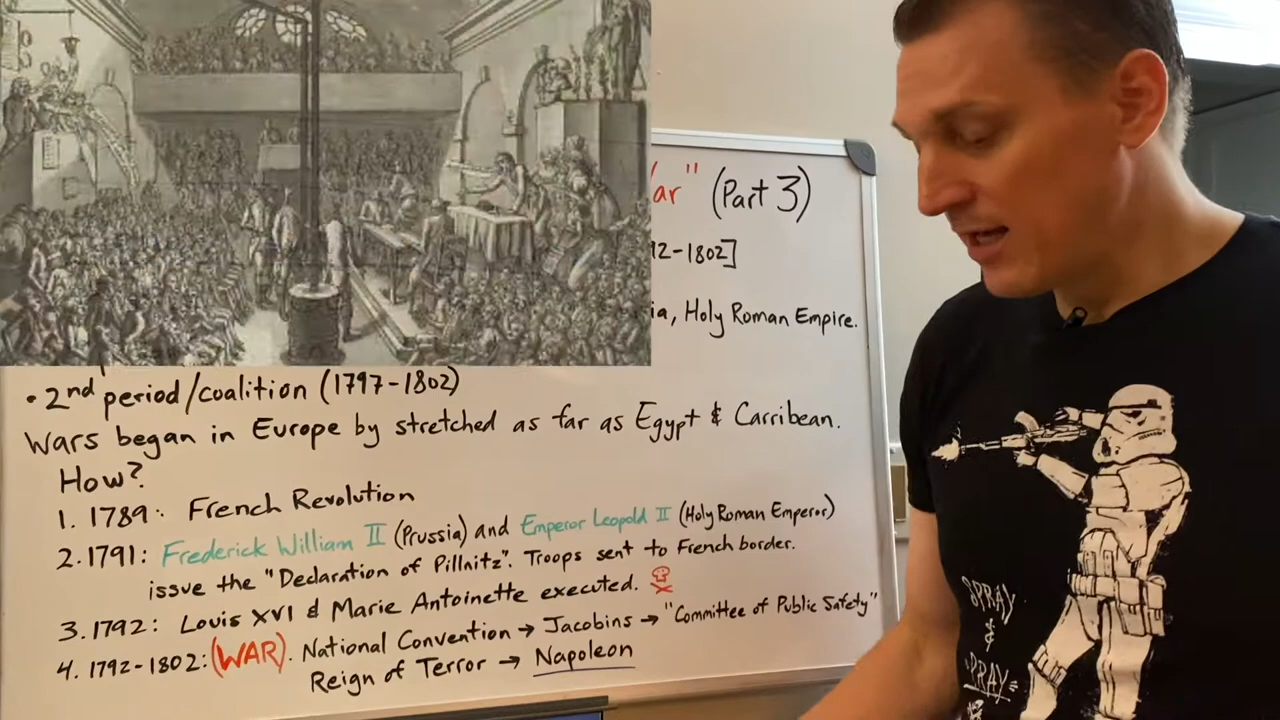 ar" (Part 3)
92-1802]
ia, Holy Roman Empire.
• 2nd period/coalition (1797-1802)
Wars began in Europe by stretched as far as Egypt & Carribean.
How?
1. 1789: French Revolution
2. 1791: Frederick William II (Prussia) and Emperor Leopold II (Holy Roman Emperor)
issue the "Declaration of Pillnitz". Troops sent to French border.
3. 1792: Louis XVI & Marie Antoinette executed.
4. 1792-1802: (WAR). National Convention → Jacobins → "Committee of Public Safety"
Reign of Terror → Napoleon
SPRAY
&
PRAY